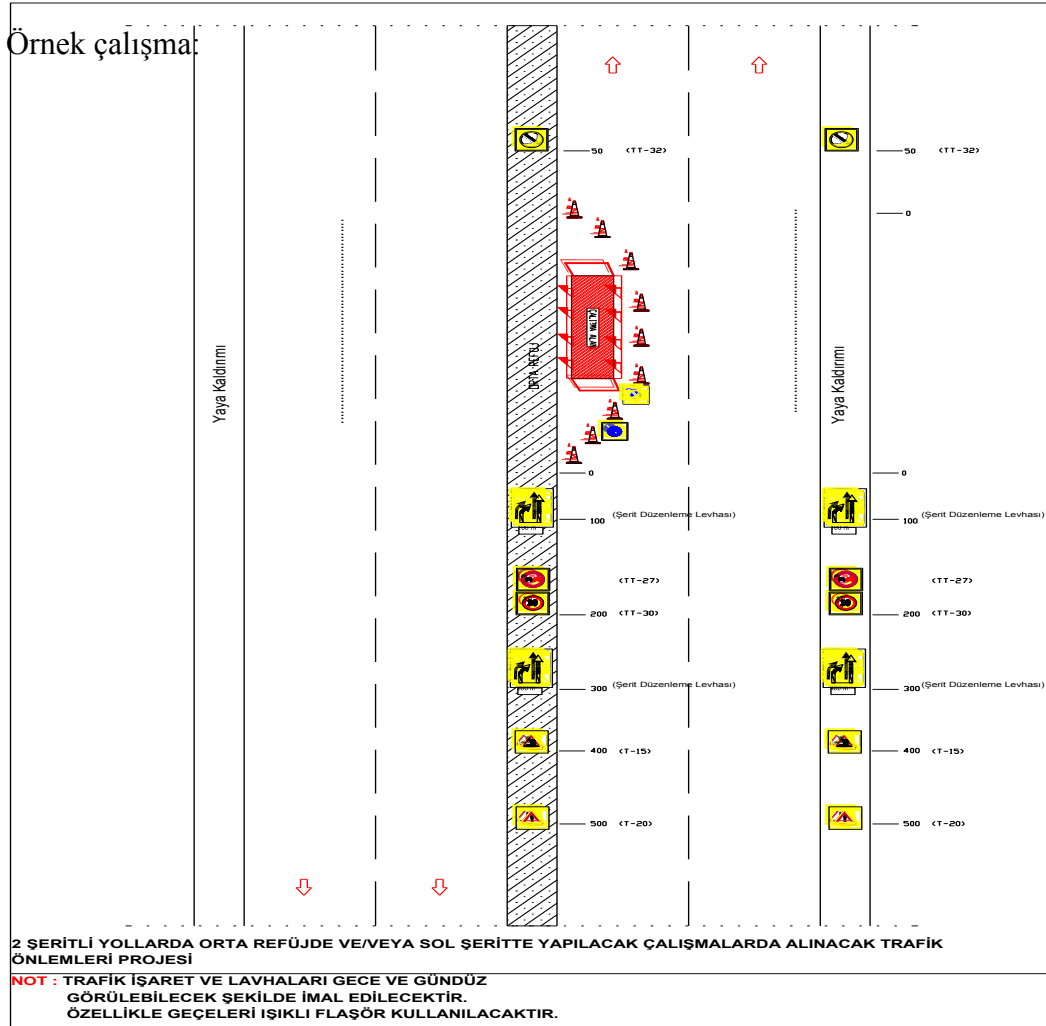 Örnek çalışma:
50 (TT-32)
50 (TT-32)
0
Yaya Kaldırımı
ORTA REFÜJ
ÇALIŞMA ALANI
Yaya Kaldırımı
0
0
100 (Şerit Düzenleme Levhası)
100 (Şerit Düzenleme Levhası)
(TT-27)
(TT-27)
200 (TT-30)
200 (TT-30)
300 (Şerit Düzenleme Levhası)
300 (Şerit Düzenleme Levhası)
400 (T-15)
400 (T-15)
500 (T-20)
500 (T-20)
2 ŞERİTLİ YOLLARDA ORTA REFÜJDE VE/VEYA SOL ŞERİTTE YAPILACAK ÇALIŞMALARDA ALINACAK TRAFİK
ÖNLEMLERİ PROJESİ
NOT : TRAFİK İŞARET VE LAVHALARI GECE VE GÜNDÜZ
GÖRÜLEBİLECEK ŞEKİLDE İMAL EDİLECEKTİR.
ÖZELLİKLE GEÇELERİ IŞIKLI FLAŞÖR KULLANILACAKTIR.